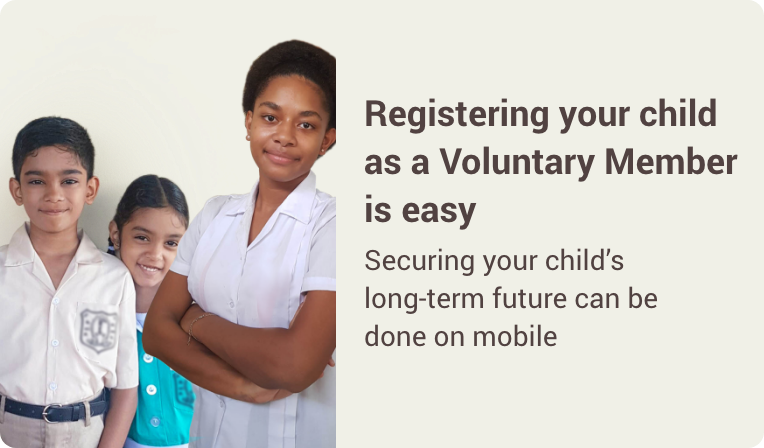 Registering your child
as a Voluntary Member
is easy
Securing your child’s
long-term future can be
done on mobile